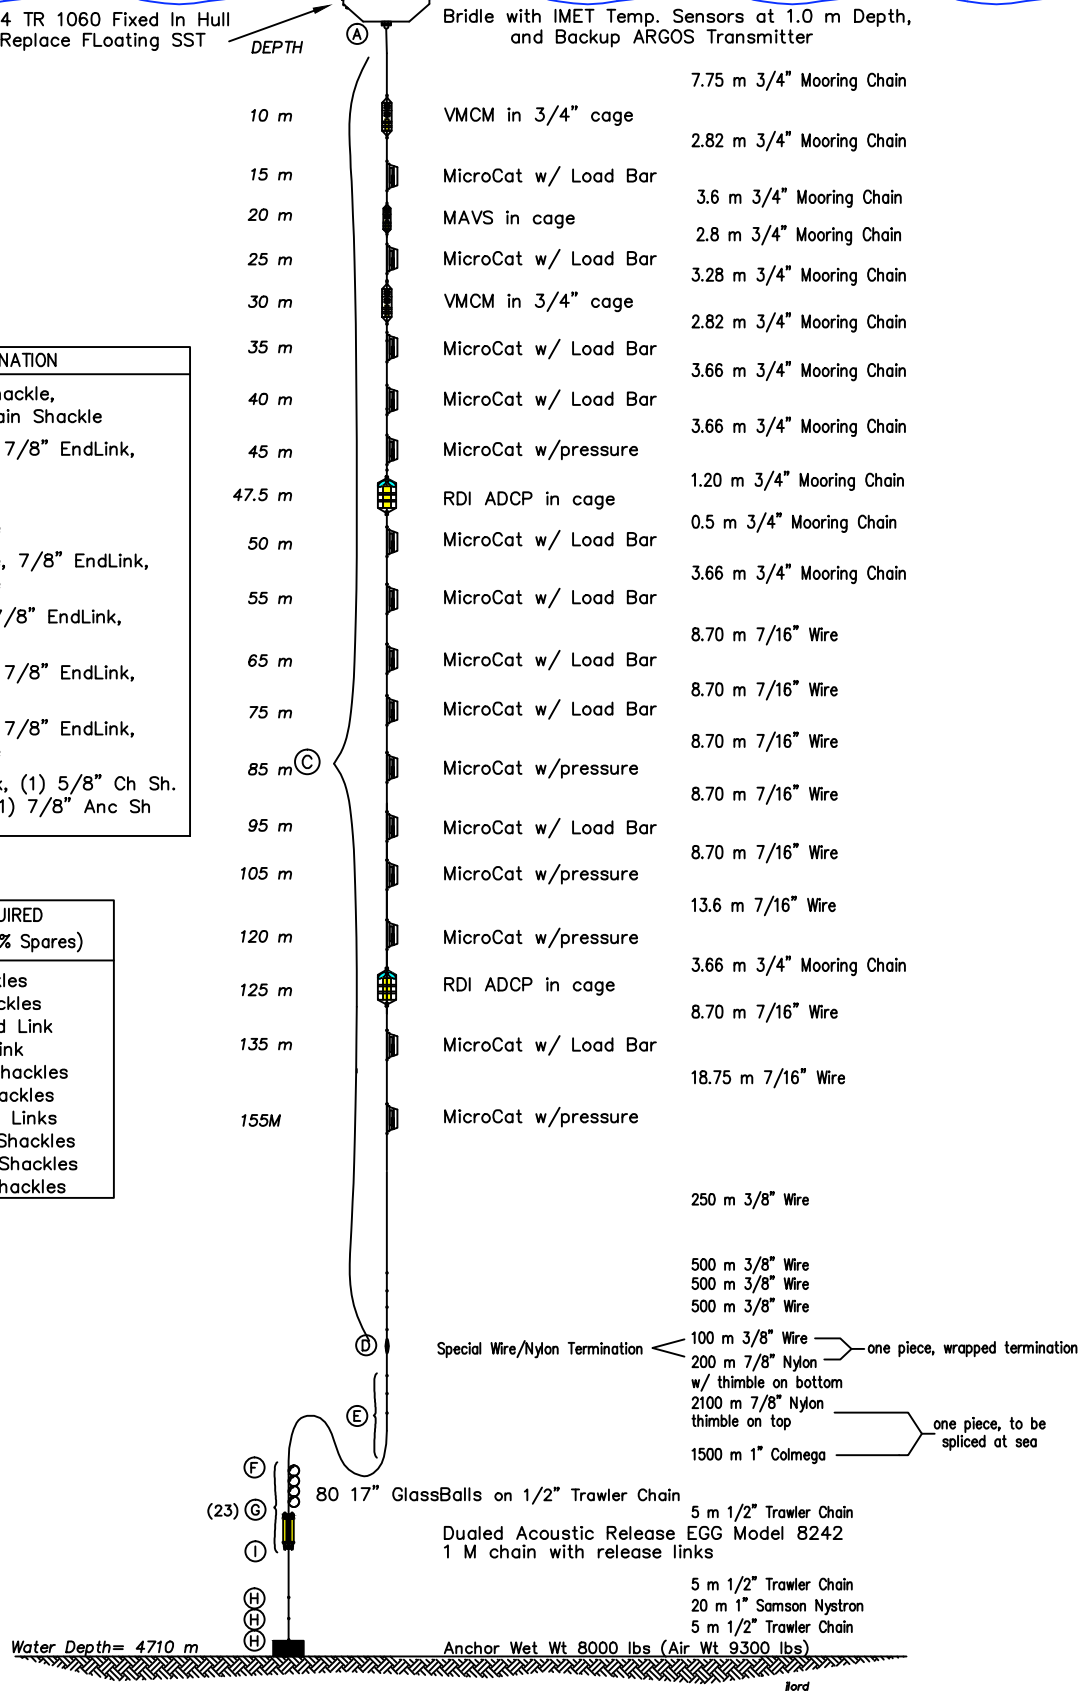 4 TR 1060 Fixed In Hull
Replace FLoating SST
A
DEPTH
Bridle with IMET Temp. Sensors at 1.0 m Depth,
and Backup ARGOS Transmitter
7.75 m 3/4" Mooring Chain
10 m
VMCM in 3/4" cage
2.82 m 3/4" Mooring Chain
15 m
MicroCat w/ Load Bar
3.6 m 3/4" Mooring Chain
20 m
MAVS in cage
2.8 m 3/4" Mooring Chain
25 m
MicroCat w/ Load Bar
3.28 m 3/4" Mooring Chain
30 m
VMCM in 3/4" cage
2.82 m 3/4" Mooring Chain
35 m
MicroCat w/ Load Bar
3.66 m 3/4" Mooring Chain
40 m
MicroCat w/ Load Bar
3.66 m 3/4" Mooring Chain
45 m
MicroCat w/pressure
1.20 m 3/4" Mooring Chain
47.5 m
RDI ADCP in cage
0.5 m 3/4" Mooring Chain
50 m
MicroCat w/ Load Bar
3.66 m 3/4" Mooring Chain
55 m
MicroCat w/ Load Bar
8.70 m 7/16" Wire
65 m
MicroCat w/ Load Bar
8.70 m 7/16" Wire
75 m
MicroCat w/ Load Bar
8.70 m 7/16" Wire
85 m
C
MicroCat w/pressure
8.70 m 7/16" Wire
95 m
MicroCat w/ Load Bar
8.70 m 7/16" Wire
105 m
MicroCat w/pressure
13.6 m 7/16" Wire
120 m
MicroCat w/pressure
3.66 m 3/4" Mooring Chain
125 m
RDI ADCP in cage
8.70 m 7/16" Wire
135 m
MicroCat w/ Load Bar
18.75 m 7/16" Wire
155M
MicroCat w/pressure
250 m 3/8" Wire
500 m 3/8" Wire
500 m 3/8" Wire
500 m 3/8" Wire
D
Special Wire/Nylon Termination
100 m 3/8" Wire
200 m 7/8" Nylon
one piece, wrapped termination
w/ thimble on bottom
2100 m 7/8" Nylon
thimble on top
E
one piece, to be
spliced at sea
1500 m 1" Colmega
F
80 17" GlassBalls on 1/2" Trawler Chain
(23) G
5 m 1/2" Trawler Chain
Dualed Acoustic Release EGG Model 8242
1 M chain with release links
I
5 m 1/2" Trawler Chain
H
20 m 1" Samson Nystron
H
5 m 1/2" Trawler Chain
H
Water Depth= 4710 m
Anchor Wet Wt 8000 lbs (Air Wt 9300 lbs)
NATION
hackle,
ain Shackle
7/8" EndLink,
, 7/8" EndLink,
7/8" EndLink,
7/8" EndLink,
7/8" EndLink,
k, (1) 5/8" Ch Sh.
1) 7/8" Anc Sh
UIRED
% Spares)
kles
ckles
d Link
ink
hackles
ackles
Links
Shackles
Shackles
hackles